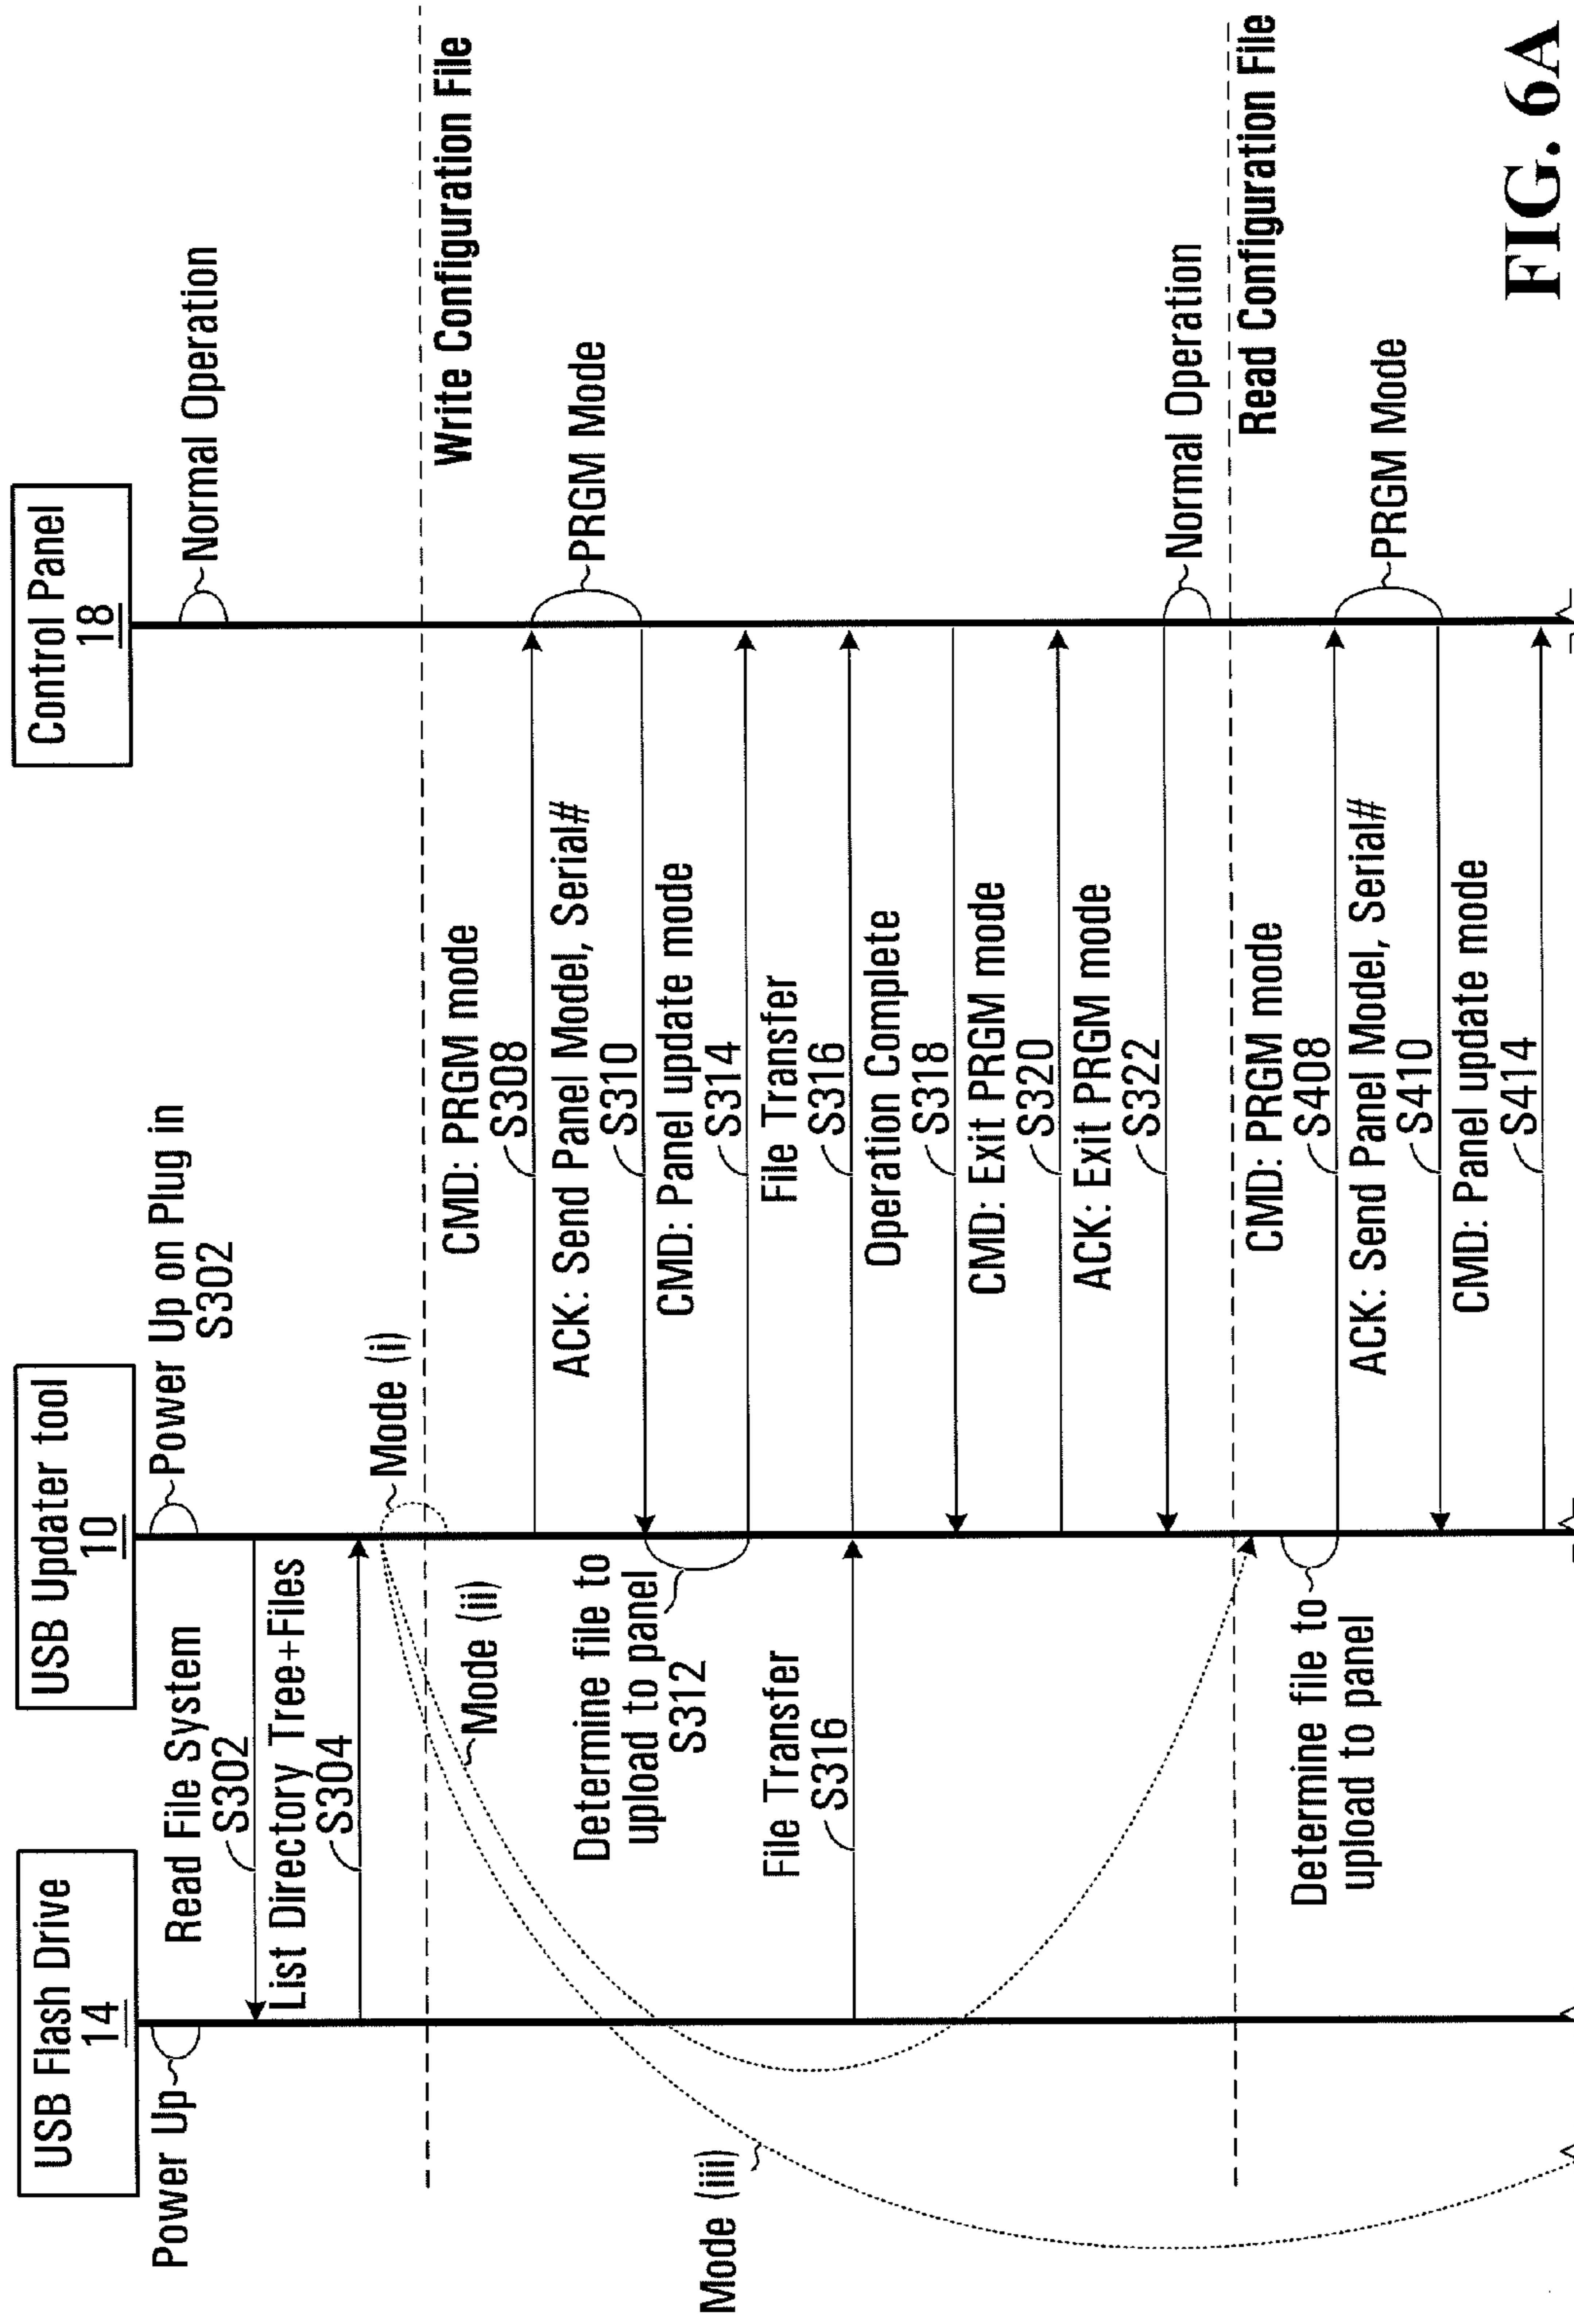 USB Flash Drive
14
USB Updater tool
10
Control Panel
18
Power Up
Power Up on Plug in
S302
Normal Operation
Read File System
S302
List Directory Tree+Files
S304
Mode (i)
Write Configuration File
Mode (ii)
CMD: PRGM mode
S308
PRGM Mode
ACK: Send Panel Model, Serial#
S310
Determine file to
upload to panel
S312
CMD: Panel update mode
S314
Mode (iii)
File Transfer
S316
File Transfer
S316
Operation Complete
S318
CMD: Exit PRGM mode
S320
ACK: Exit PRGM mode
S322
Normal Operation
Read Configuration File
CMD: PRGM mode
S408
Determine file to
upload to panel
PRGM Mode
ACK: Send Panel Model, Serial#
S410
CMD: Panel update mode
S414
FIG. 6A